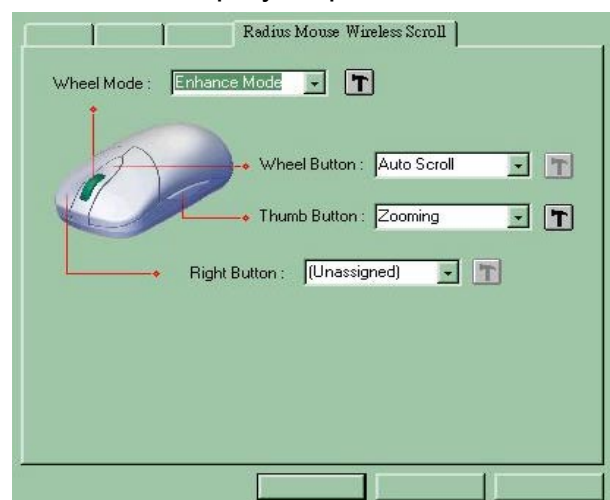 Radius Mouse Wireless Scroll
Wheel Mode : Enhance Mode
Wheel Button : Auto Scroll
Thumb Button : Zooming
Right Button : (Unassigned)